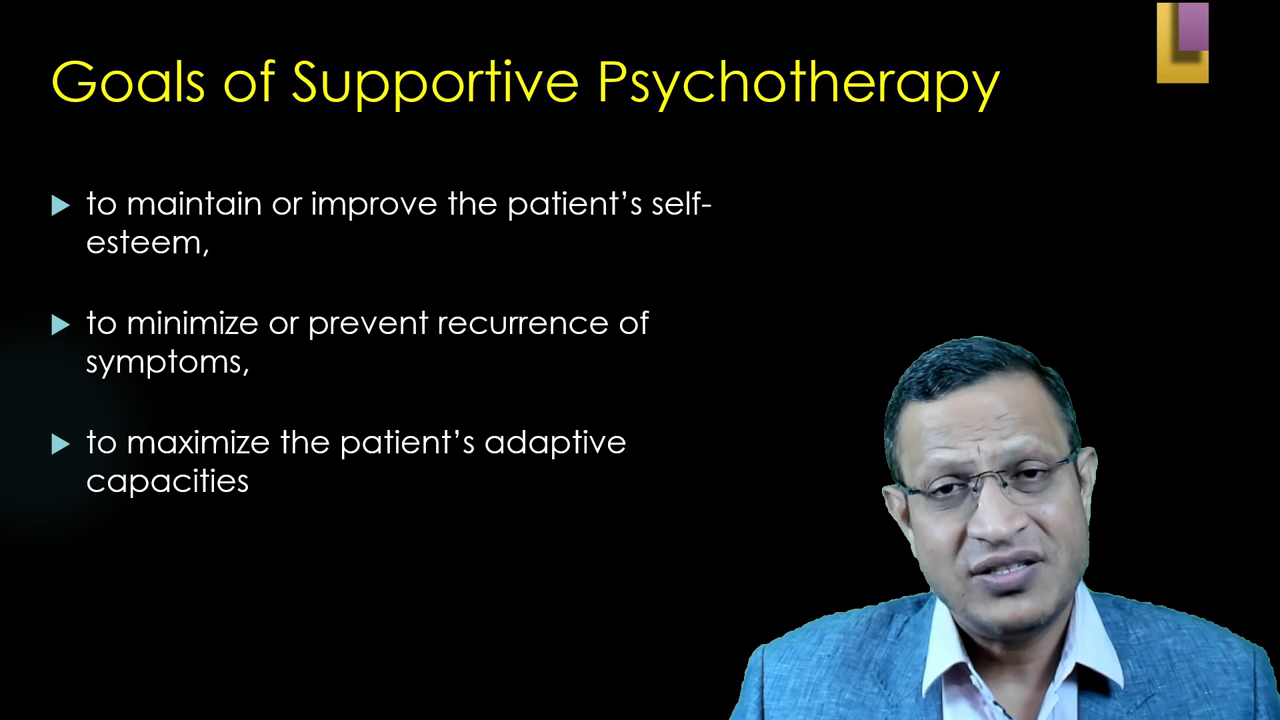 Goals of Supportive Psychotherapy
to maintain or improve the patient’s self-
esteem,
to minimize or prevent recurrence of
symptoms,
to maximize the patient’s adaptive
capacities